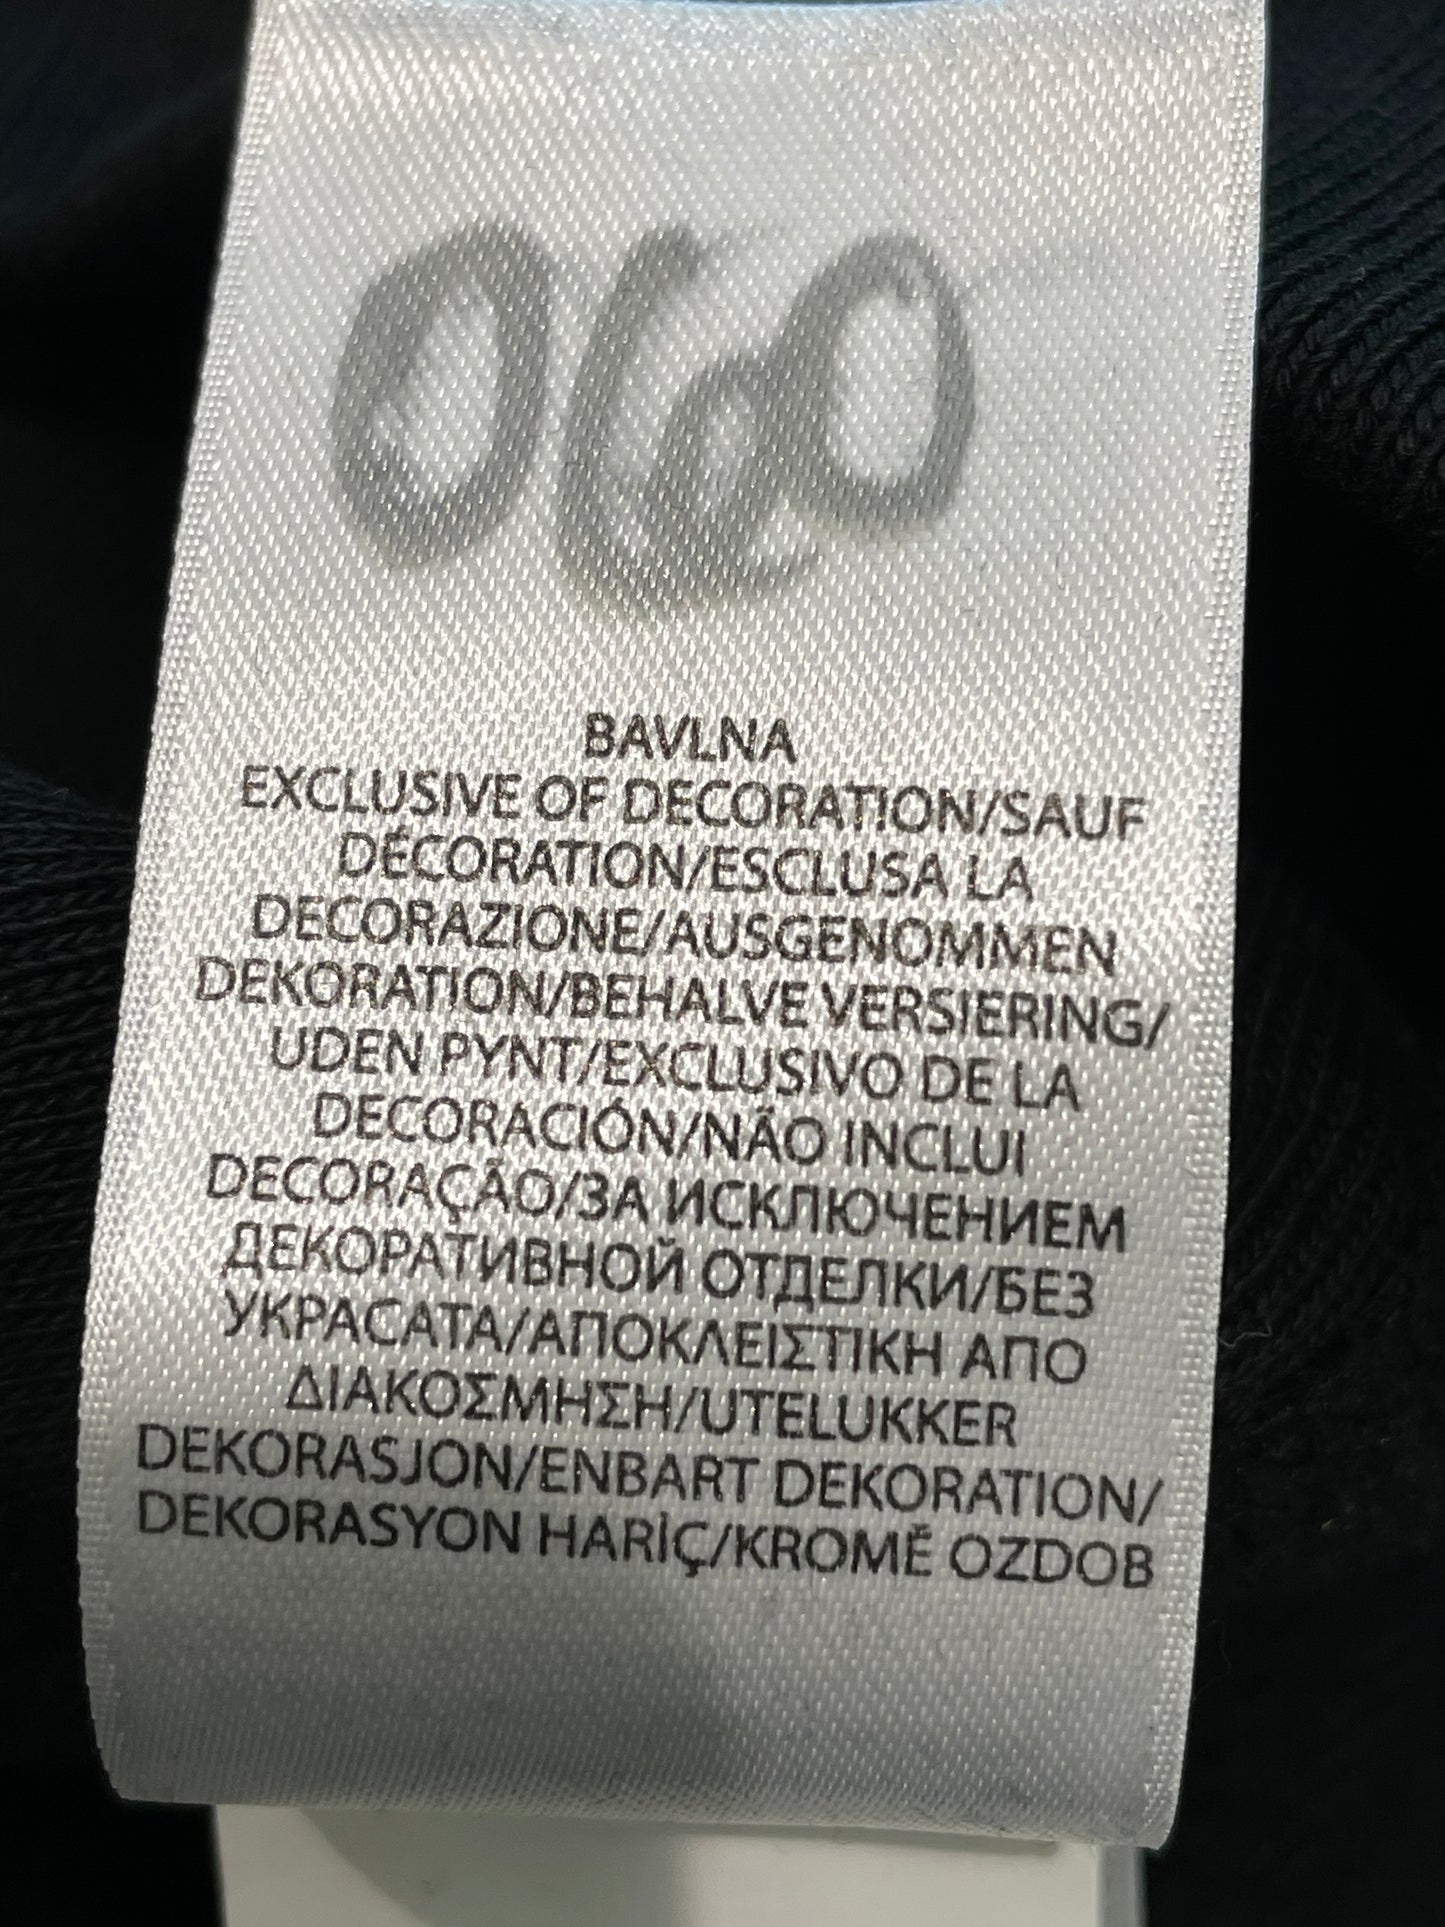 060
BAVLNA
EXCLUSIVE OF DECORATION/SAUF
DÉCORATION/ESCLUSA LA
DECORAZIONE/AUSGENOMMEN
DEKORATION/BEHALVE VERSIERING/
UDEN PYNT/EXCLUSIVO DE LA
DECORACIÓN/NÃO INCLUI
DECORAÇÃO/ЗА ИСКЛЮЧЕНИЕМ
ДЕКОРАТИВНОЙ ОТДЕЛКИ/БЕЗ
УКРАСАТА/ΑΠΟΚΛΕΙΣΤΙΚΗ ΑΠΟ
ΔΙΑΚΟΣΜΗΣΗ/UTELUKKER
DEKORASJON/ENBART DEKORATION/
DEKORASYON HARİÇ/KROMĚ OZDOB